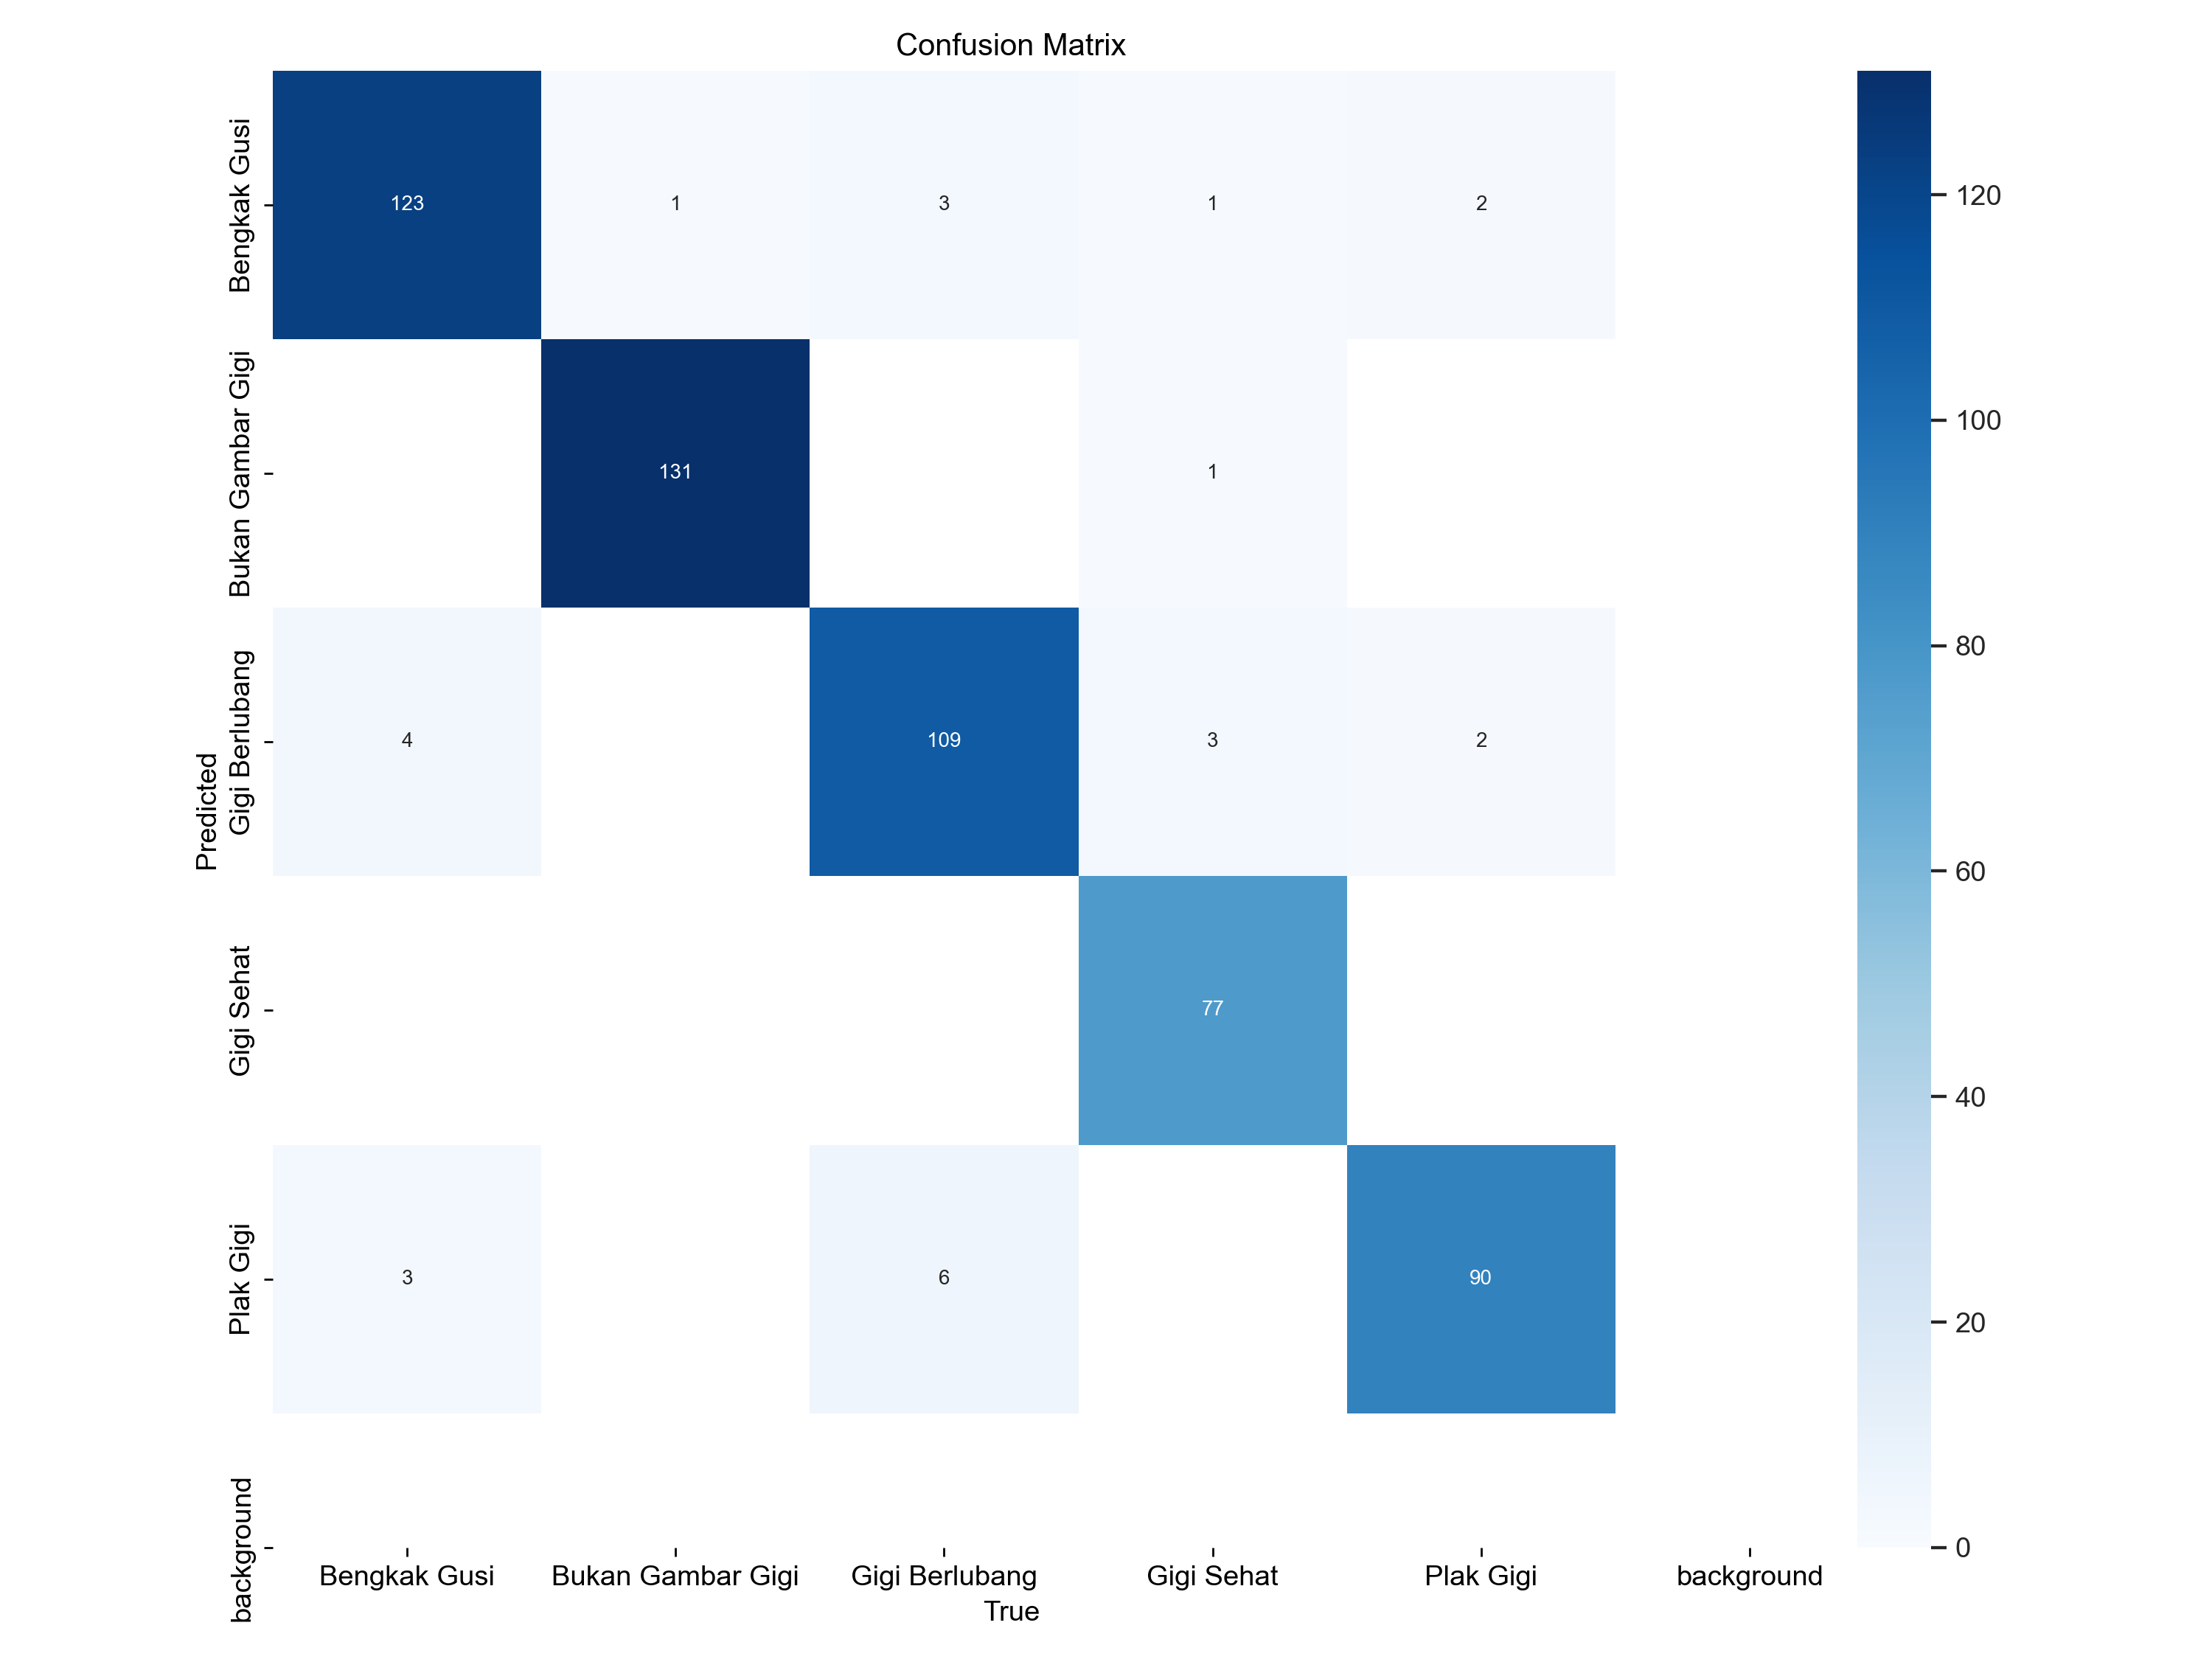 Confusion Matrix
Bengkak Gusi
123
1
3
1
2
Bukan Gambar Gigi
131
1
Gigi Berlubang
4
109
3
2
Gigi Sehat
77
Plak Gigi
3
6
90
background
Predicted
Bengkak Gusi
Bukan Gambar Gigi
Gigi Berlubang
Gigi Sehat
Plak Gigi
background
True
120
100
80
60
40
20
0